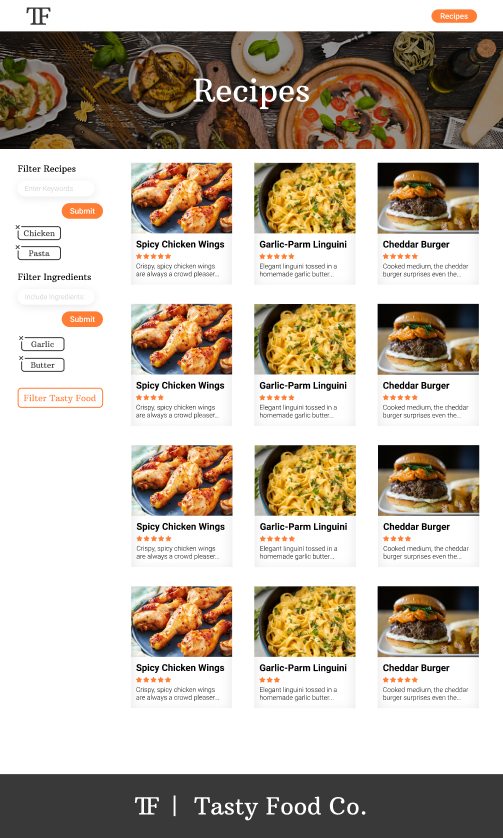 TF
Recipes
Recipes
Filter Recipes
Enter Keywords
Submit
× Chicken
× Pasta
Filter Ingredients
Include Ingredients
Submit
× Garlic
× Butter
Filter Tasty Food
Spicy Chicken Wings
Crispy, spicy chicken wings
are always a crowd pleaser...
Garlic-Parm Linguini
Elegant linguini tossed in a
homemade garlic butter...
Cheddar Burger
Cooked medium, the cheddar
burger surprises even the...
Spicy Chicken Wings
Crispy, spicy chicken wings
are always a crowd pleaser...
Garlic-Parm Linguini
Elegant linguini tossed in a
homemade garlic butter...
Cheddar Burger
Cooked medium, the cheddar
burger surprises even the...
Spicy Chicken Wings
Crispy, spicy chicken wings
are always a crowd pleaser...
Garlic-Parm Linguini
Elegant linguini tossed in a
homemade garlic butter...
Cheddar Burger
Cooked medium, the cheddar
burger surprises even the...
Spicy Chicken Wings
Crispy, spicy chicken wings
are always a crowd pleaser...
Garlic-Parm Linguini
Elegant linguini tossed in a
homemade garlic butter...
Cheddar Burger
Cooked medium, the cheddar
burger surprises even the...
TF | Tasty Food Co.